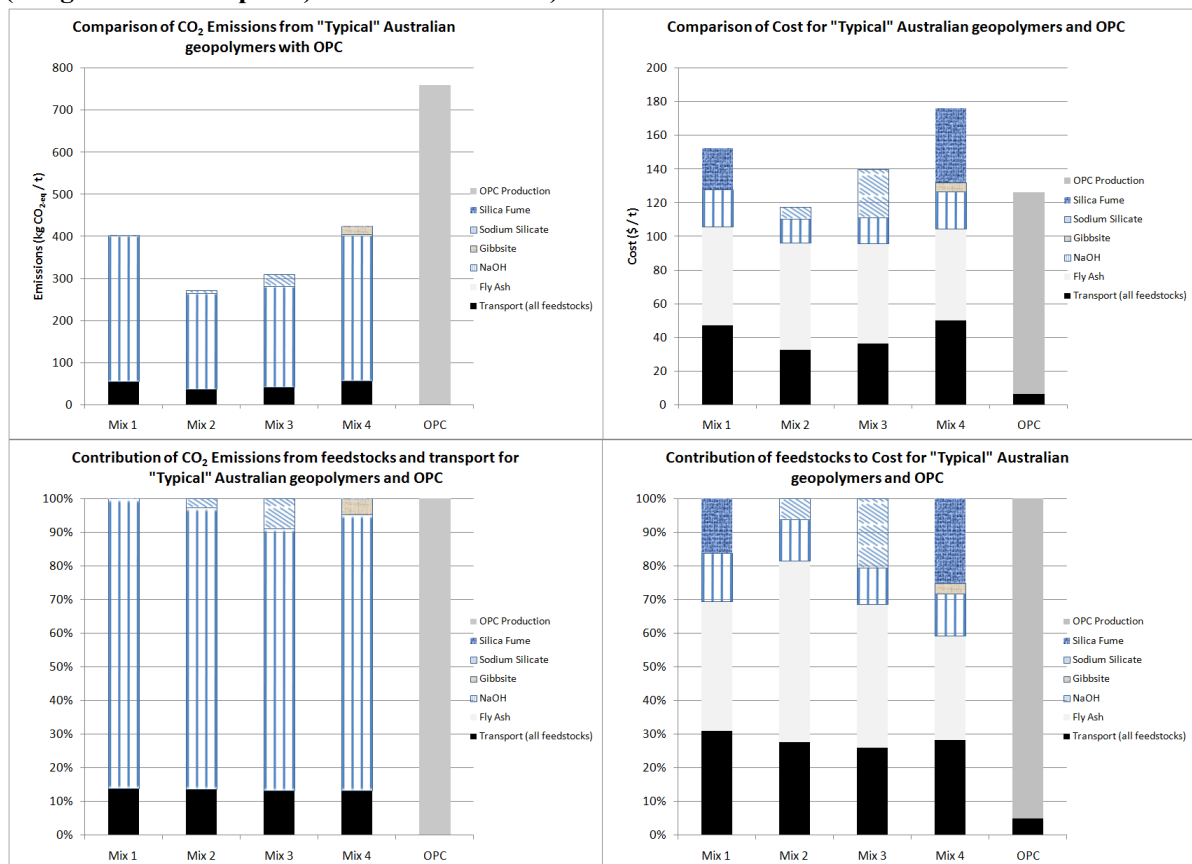 Comparison of CO2 Emissions from "Typical" Australian
geopolymers with OPC
800
700
600
500
400
300
200
100
0
Emissions (kg CO2-eq / t)
Mix 1 Mix 2 Mix 3 Mix 4 OPC
OPC Production
Silica Fume
Sodium Silicate
Gibbsite
NaOH
Fly Ash
Transport (all feedstocks)
Comparison of Cost for "Typical" Australian geopolymers and OPC
200
180
160
140
120
100
80
60
40
20
0
Cost ($ / t)
Mix 1 Mix 2 Mix 3 Mix 4 OPC
OPC Production
Silica Fume
Sodium Silicate
Gibbsite
NaOH
Fly Ash
Transport (all feedstocks)
Contribution of CO2 Emissions from feedstocks and transport for
"Typical" Australian geopolymers and OPC
100%
90%
80%
70%
60%
50%
40%
30%
20%
10%
0%
Mix 1 Mix 2 Mix 3 Mix 4 OPC
OPC Production
Silica Fume
Sodium Silicate
Gibbsite
NaOH
Fly Ash
Transport (all feedstocks)
Contribution of feedstocks to Cost for "Typical" Australian
geopolymers and OPC
100%
90%
80%
70%
60%
50%
40%
30%
20%
10%
0%
Mix 1 Mix 2 Mix 3 Mix 4 OPC
OPC Production
Silica Fume
Sodium Silicate
Gibbsite
NaOH
Fly Ash
Transport (all feedstocks)